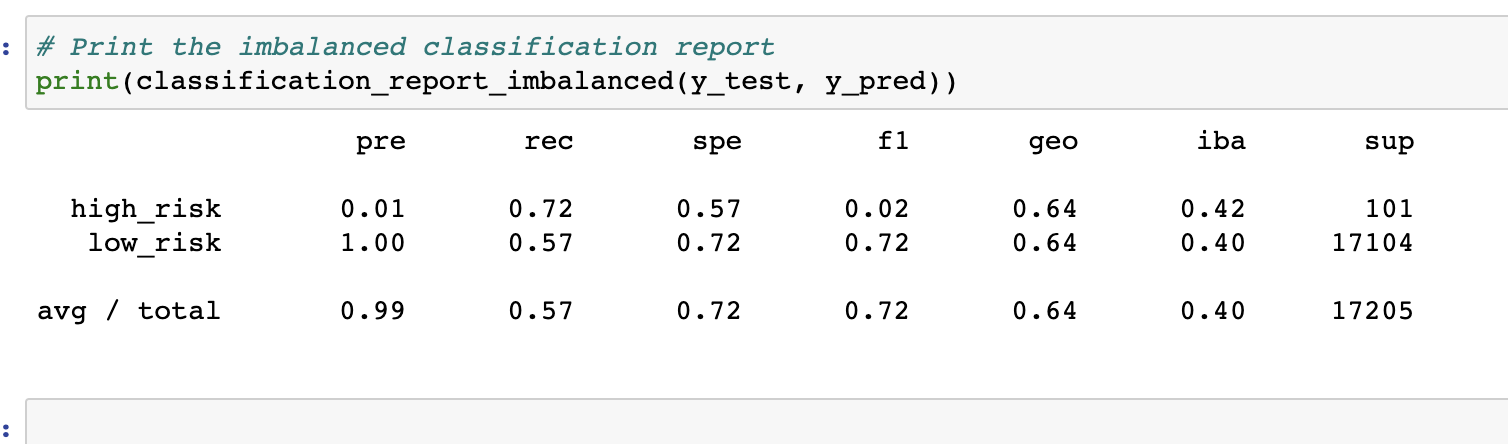 : # Print the imbalanced classification report
print(classification_report_imbalanced(y_test, y_pred))
pre rec spe f1 geo iba sup
high_risk 0.01 0.72 0.57 0.02 0.64 0.42 101
low_risk 1.00 0.57 0.72 0.72 0.64 0.40 17104
avg / total 0.99 0.57 0.72 0.72 0.64 0.40 17205
: